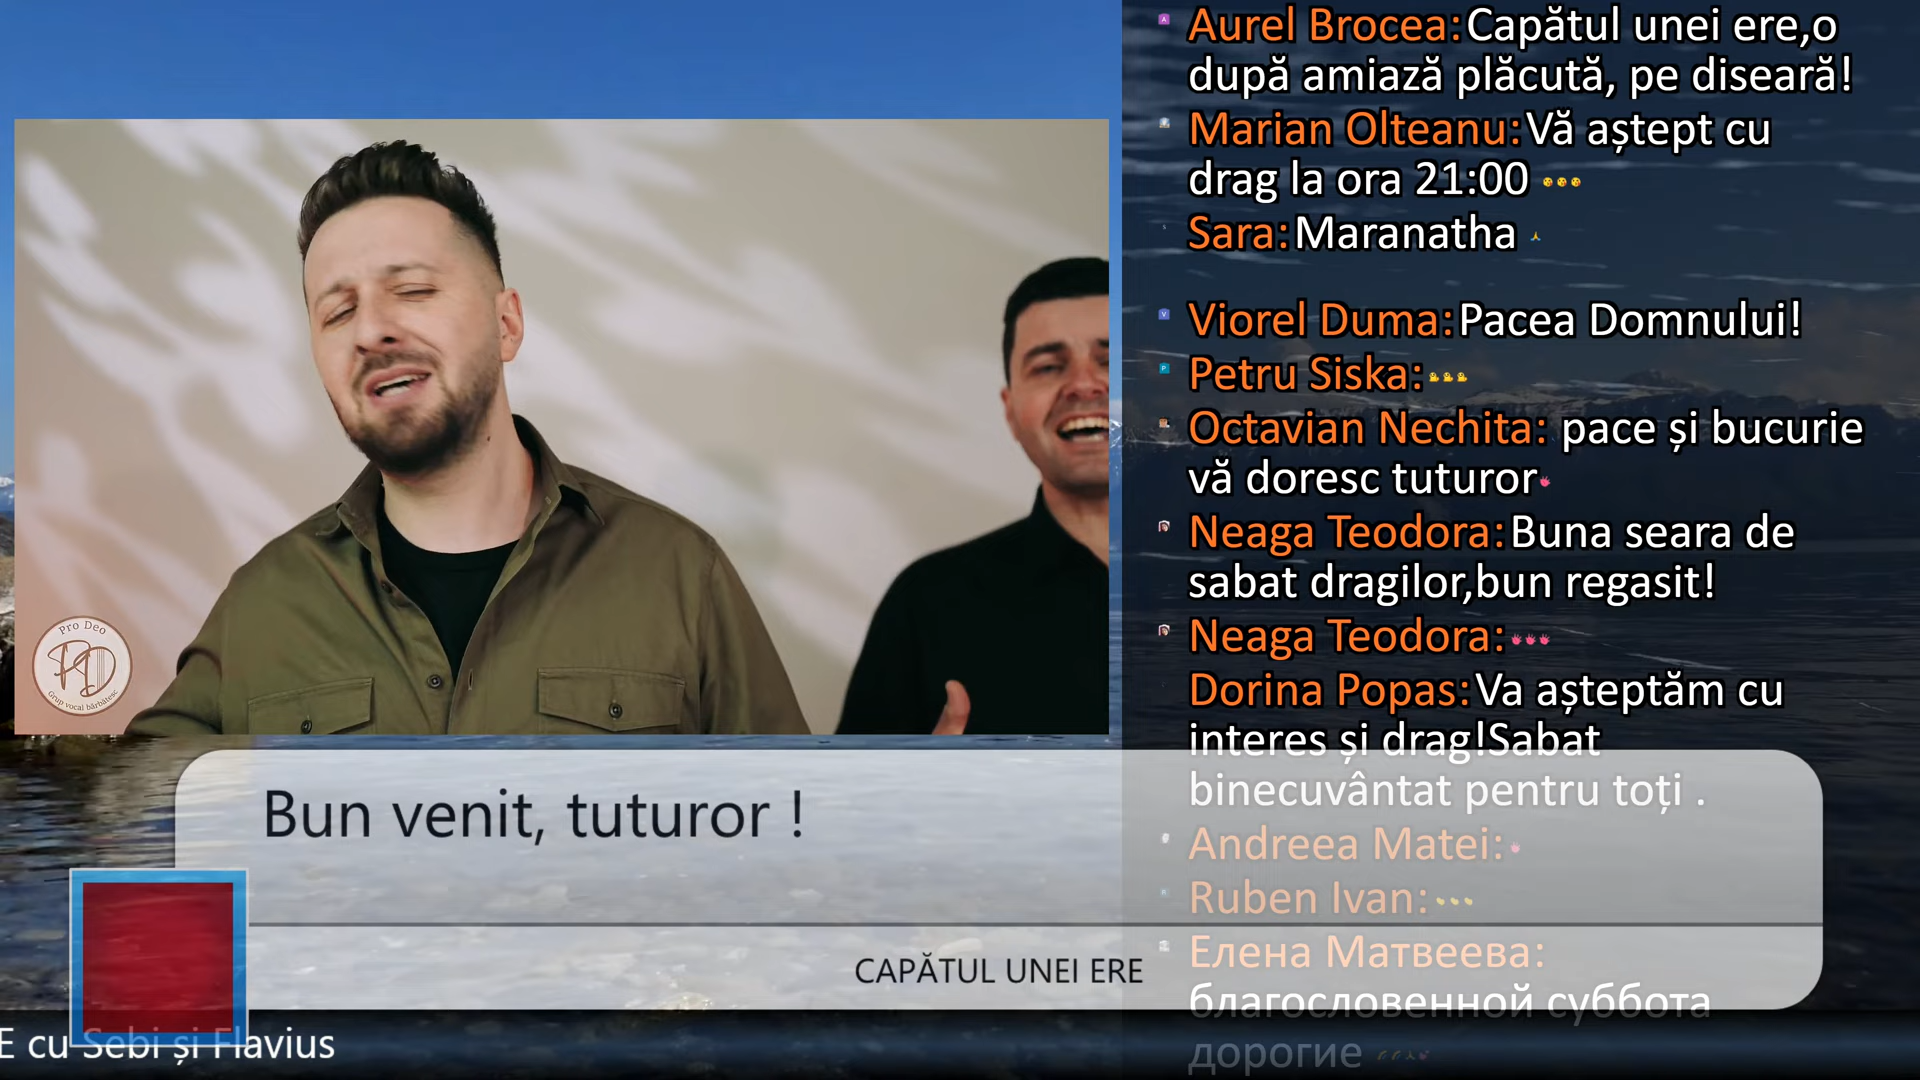 Aurel Brocea:Capătul unei ere,o
după amiază plăcută, pe diseară!
Marian Olteanu:Vă aștept cu
drag la ora 21:00
Sara:Maranatha
Viorel Duma:Pacea Domnului!
Petru Siska:
Octavian Nechita: pace și bucurie
vă doresc tuturor
Neaga Teodora:Buna seara de
sabat dragilor,bun regasit!
Neaga Teodora:
Dorina Popas:Va așteptăm cu
interes și drag!Sabat
binecuvântat pentru toți .
Andreea Matei:
Ruben Ivan:
Елена Матвеева:
благословенной суббота
дорогие
Pro Deo
PD
Grup vocal bărbătesc
Bun venit, tuturor !
CAPĂTUL UNEI ERE
E cu Sebi și Flavius